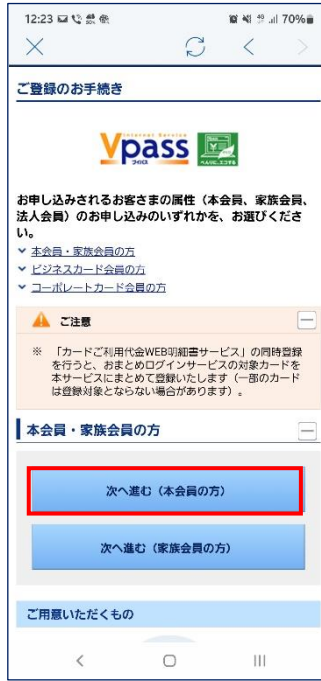 12:23 70%
ご登録のお手続き
Internet Service
Vpass
お申し込みされるお客さまの属性（本会員、家族会員、
法人会員）のお申し込みのいずれかを、お選びくださ
い。
本会員・家族会員の方
ビジネスカード会員の方
コーポレートカード会員の方
ご注意
※ 「カードご利用代金WEB明細書サービス」の同時登録
を行うと、おまとめログインサービスの対象カードを
本サービスにまとめて登録いたします（一部のカード
は登録対象とならない場合があります）。
本会員・家族会員の方
次へ進む（本会員の方）
次へ進む（家族会員の方）
ご用意いただくもの